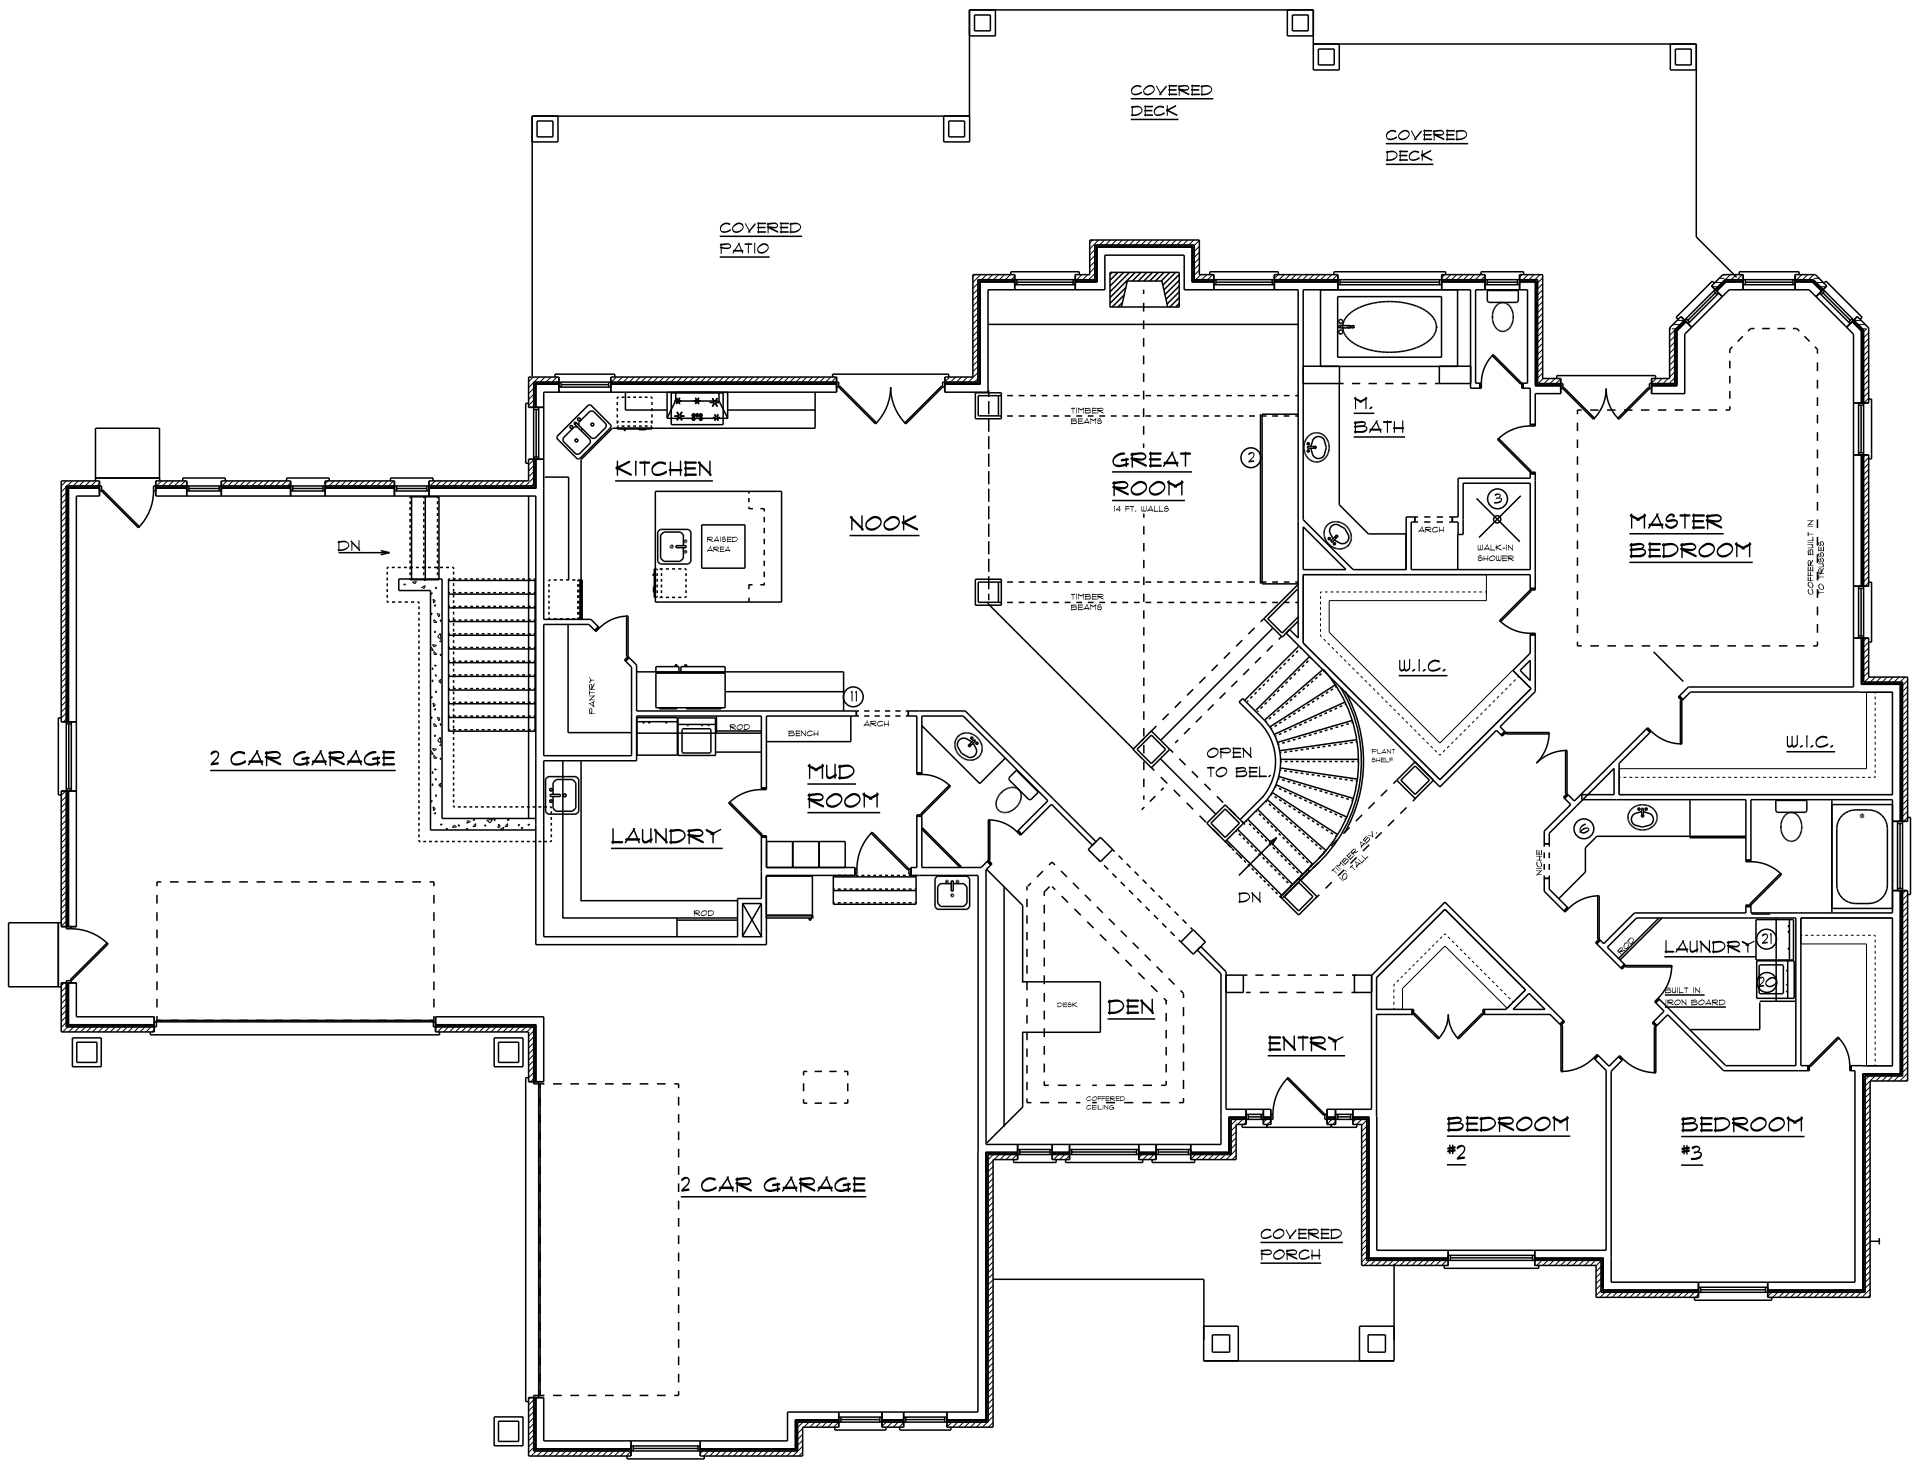 COVERED
DECK
COVERED
DECK
COVERED
PATIO
TIMBER
BEAMS
M.
BATH
KITCHEN
GREAT
ROOM
14 FT. WALLS
2
3
NOOK
RAISED
AREA
ARCH
WALK-IN
SHOWER
MASTER
BEDROOM
COFFER BUILT IN
TO TRUSSES
DN
TIMBER
BEAMS
W.I.C.
PANTRY
11
ARCH
ROD
BENCH
2 CAR GARAGE
MUD
ROOM
OPEN
TO BEL.
PLANT
SHELF
W.I.C.
LAUNDRY
6
NICHE
TIMBER ABV.
TO TALL
DN
ROD
ROD
LAUNDRY
21
20
BUILT IN
IRON BOARD
DESK
DEN
ENTRY
COFFERED
CEILING
BEDROOM
#2
BEDROOM
#3
2 CAR GARAGE
COVERED
PORCH